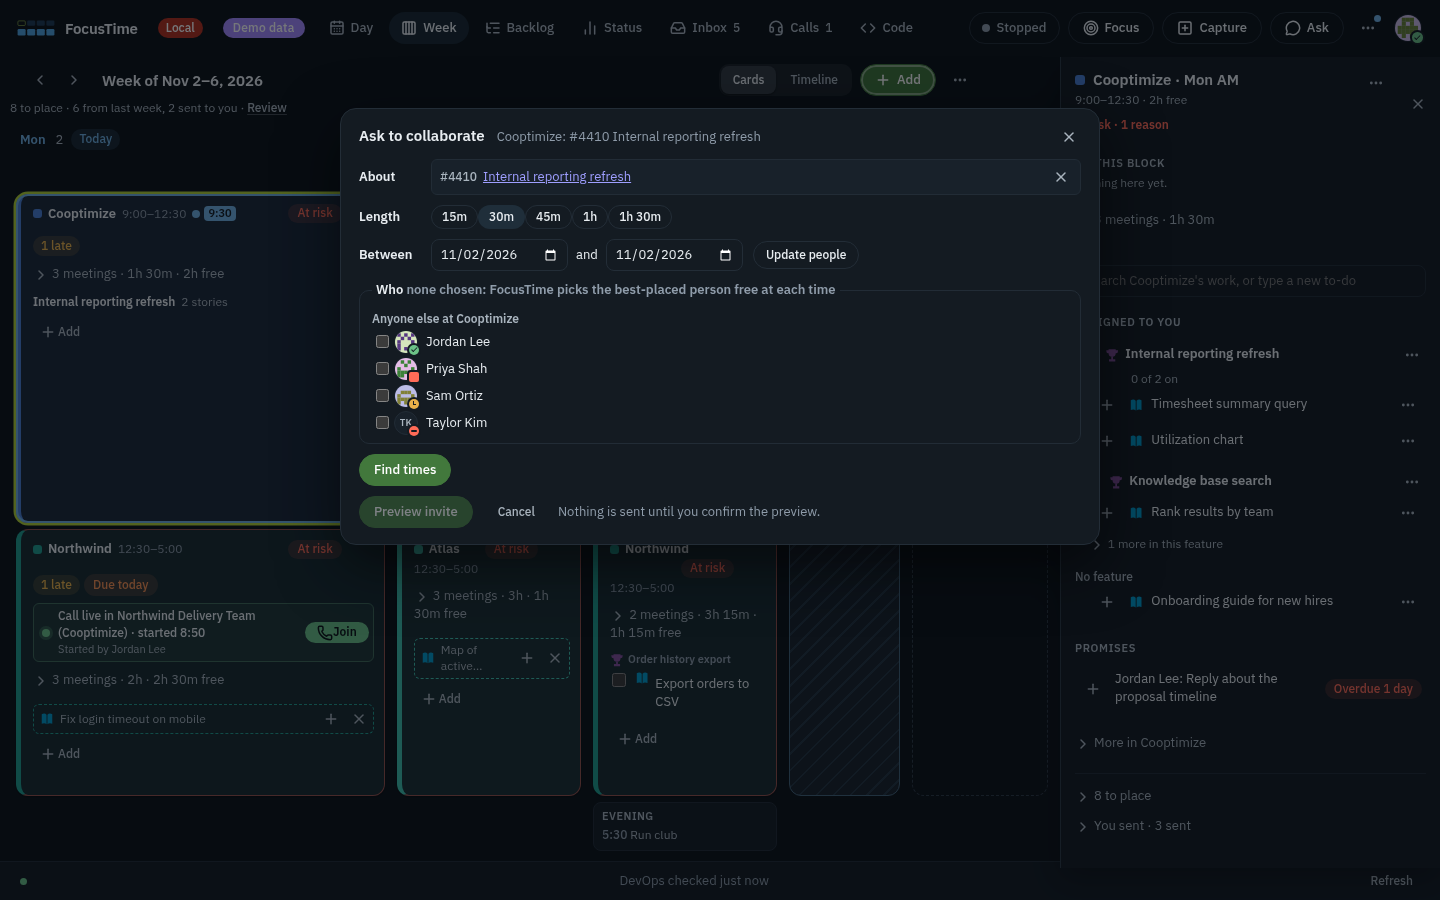 FocusTime Local Demo data Day Week Backlog Status Inbox 5 Calls 1 Code Stopped Focus Capture Ask
Week of Nov 2–6, 2026 Cards Timeline Add
8 to place · 6 from last week, 2 sent to you · Review
Mon 2 Today
Cooptimize 9:00–12:30 9:30 At risk
1 late
3 meetings · 1h 30m · 2h free
Internal reporting refresh 2 stories
Add
Ask to collaborate Cooptimize: #4410 Internal reporting refresh
About #4410 Internal reporting refresh
Length 15m 30m 45m 1h 1h 30m
Between 11/02/2026 and 11/02/2026 Update people
Who none chosen: FocusTime picks the best-placed person free at each time
Anyone else at Cooptimize
Jordan Lee
Priya Shah
Sam Ortiz
TK Taylor Kim
Find times
Preview invite Cancel Nothing is sent until you confirm the preview.
Northwind 12:30–5:00 At risk
1 late Due today
Call live in Northwind Delivery Team
(Cooptimize) · started 8:50
Started by Jordan Lee
Join
3 meetings · 2h · 2h 30m free
Fix login timeout on mobile
Add
Atlas At risk
12:30–5:00
3 meetings · 3h · 1h
30m free
Map of
active...
Add
Northwind
At risk
12:30–5:00
2 meetings · 3h 15m ·
1h 15m free
Order history export
Export orders to
CSV
Add
EVENING
5:30 Run club
Cooptimize · Mon AM
9:00–12:30 · 2h free
sk · 1 reason
THIS BLOCK
ing here yet.
meetings · 1h 30m
arch Cooptimize's work, or type a new to-do
IGNED TO YOU
Internal reporting refresh
0 of 2 on
Timesheet summary query
Utilization chart
Knowledge base search
Rank results by team
1 more in this feature
No feature
Onboarding guide for new hires
PROMISES
Jordan Lee: Reply about the
proposal timeline
Overdue 1 day
More in Cooptimize
8 to place
You sent · 3 sent
DevOps checked just now Refresh